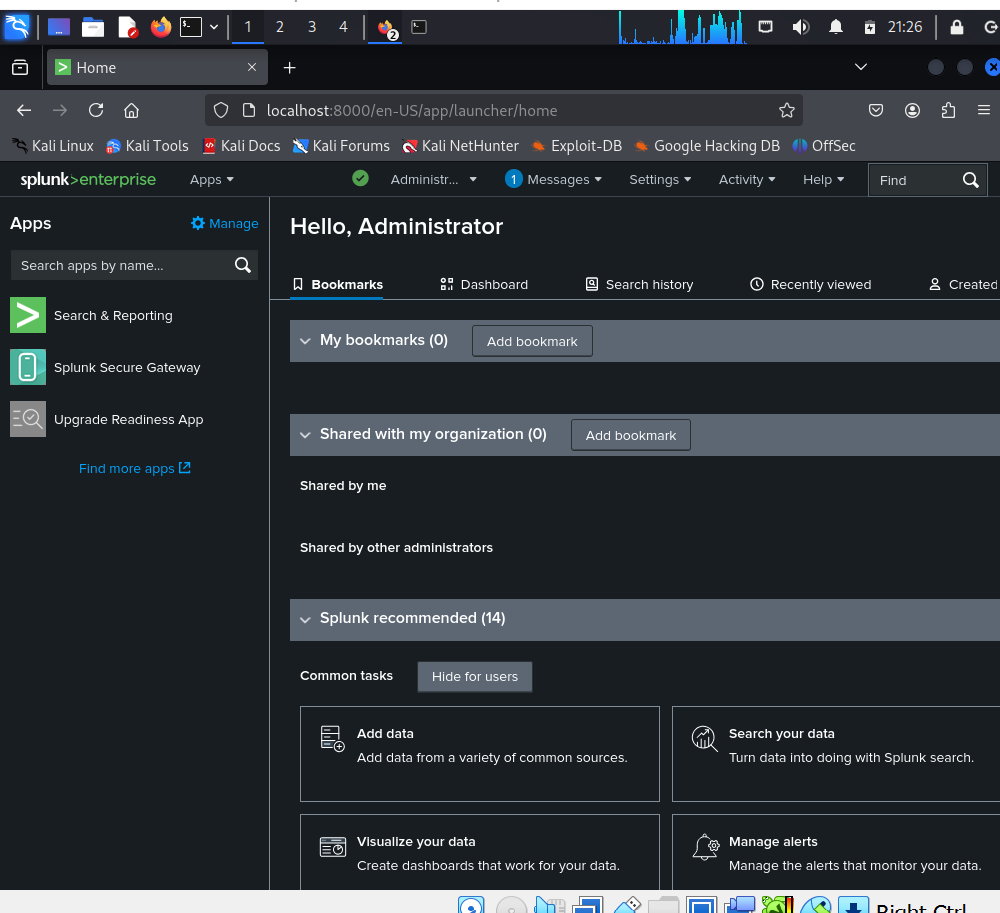 1 2 3 4 2 21:26
Home
localhost:8000/en-US/app/launcher/home
Kali Linux Kali Tools Kali Docs Kali Forums Kali NetHunter Exploit-DB Google Hacking DB OffSec
splunk>enterprise Apps Administr... 1 Messages Settings Activity Help Find
Apps Manage
Search apps by name...
Search & Reporting
Splunk Secure Gateway
Upgrade Readiness App
Find more apps
Hello, Administrator
Bookmarks Dashboard Search history Recently viewed Created
My bookmarks (0) Add bookmark
Shared with my organization (0) Add bookmark
Shared by me
Shared by other administrators
Splunk recommended (14)
Common tasks Hide for users
Add data
Add data from a variety of common sources.
Search your data
Turn data into doing with Splunk search.
Visualize your data
Create dashboards that work for your data.
Manage alerts
Manage the alerts that monitor your data.
Right Ctrl